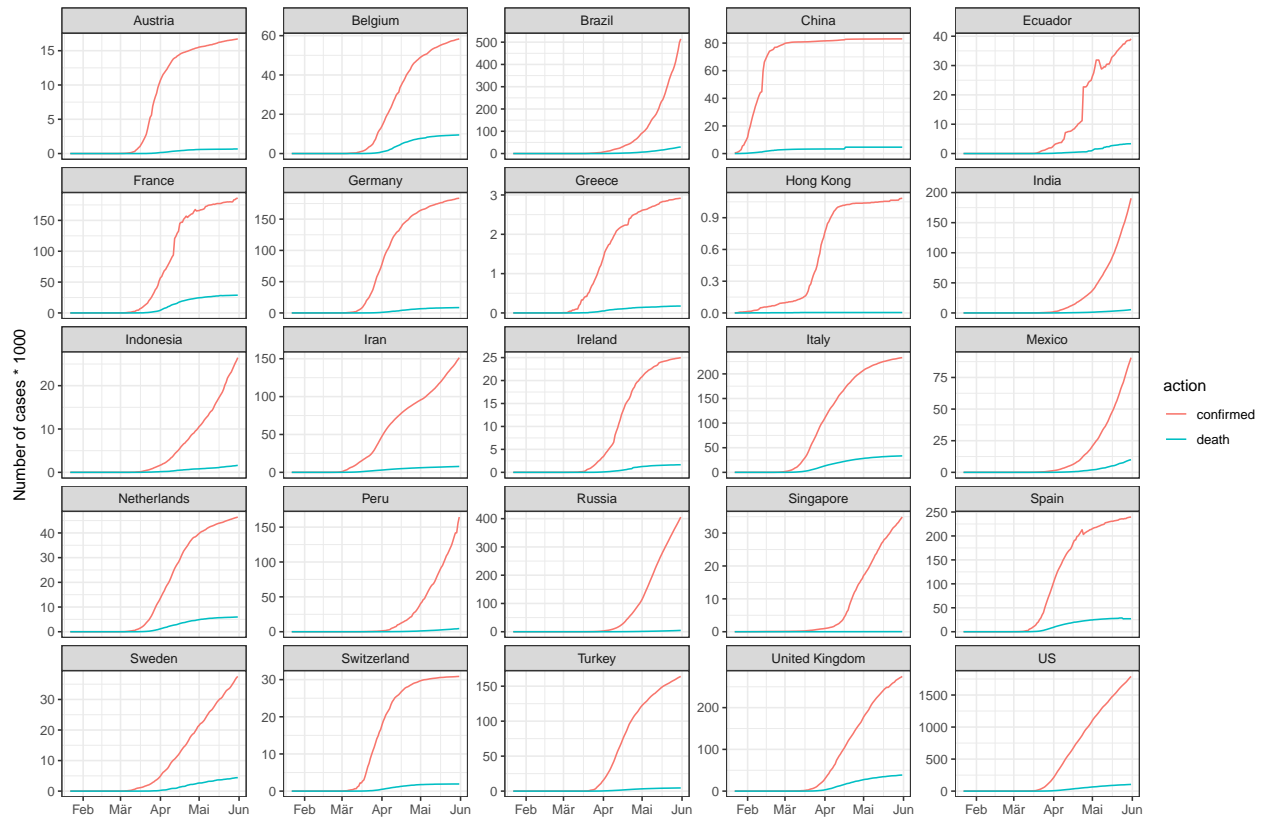 Austria Belgium Brazil China Ecuador
15 10 5 0
60 40 20 0
500 400 300 200 100 0
80 60 40 20 0
40 30 20 10 0
France Germany Greece Hong Kong India
150 100 50 0
150 100 50 0
3 2 1 0
0.9 0.6 0.3 0.0
200 150 100 50 0
Indonesia Iran Ireland Italy Mexico
20 10 0
150 100 50 0
25 20 15 10 5 0
200 150 100 50 0
75 50 25 0
Netherlands Peru Russia Singapore Spain
40 30 20 10 0
150 100 50 0
400 300 200 100 0
30 20 10 0
250 200 150 100 50 0
Sweden Switzerland Turkey United Kingdom US
30 20 10 0
30 20 10 0
150 100 50 0
200 100 0
1500 1000 500 0
Feb Mär Apr Mai Jun Feb Mär Apr Mai Jun Feb Mär Apr Mai Jun Feb Mär Apr Mai Jun Feb Mär Apr Mai Jun
Number of cases * 1000
action
confirmed
death